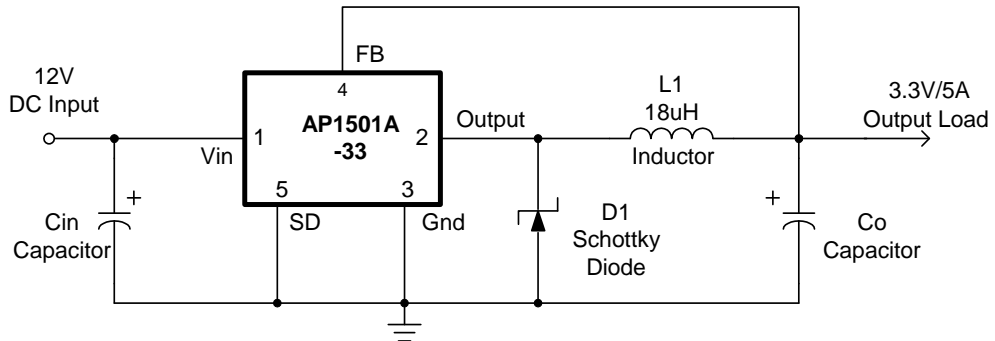 FB
12V
DC Input
4
L1
18uH
3.3V/5A
Output Load
AP1501A
-33
1
2
Output
Vin
Inductor
5
3
SD
Gnd
Cin
Capacitor
+
D1
Schottky
Diode
+
Co
Capacitor